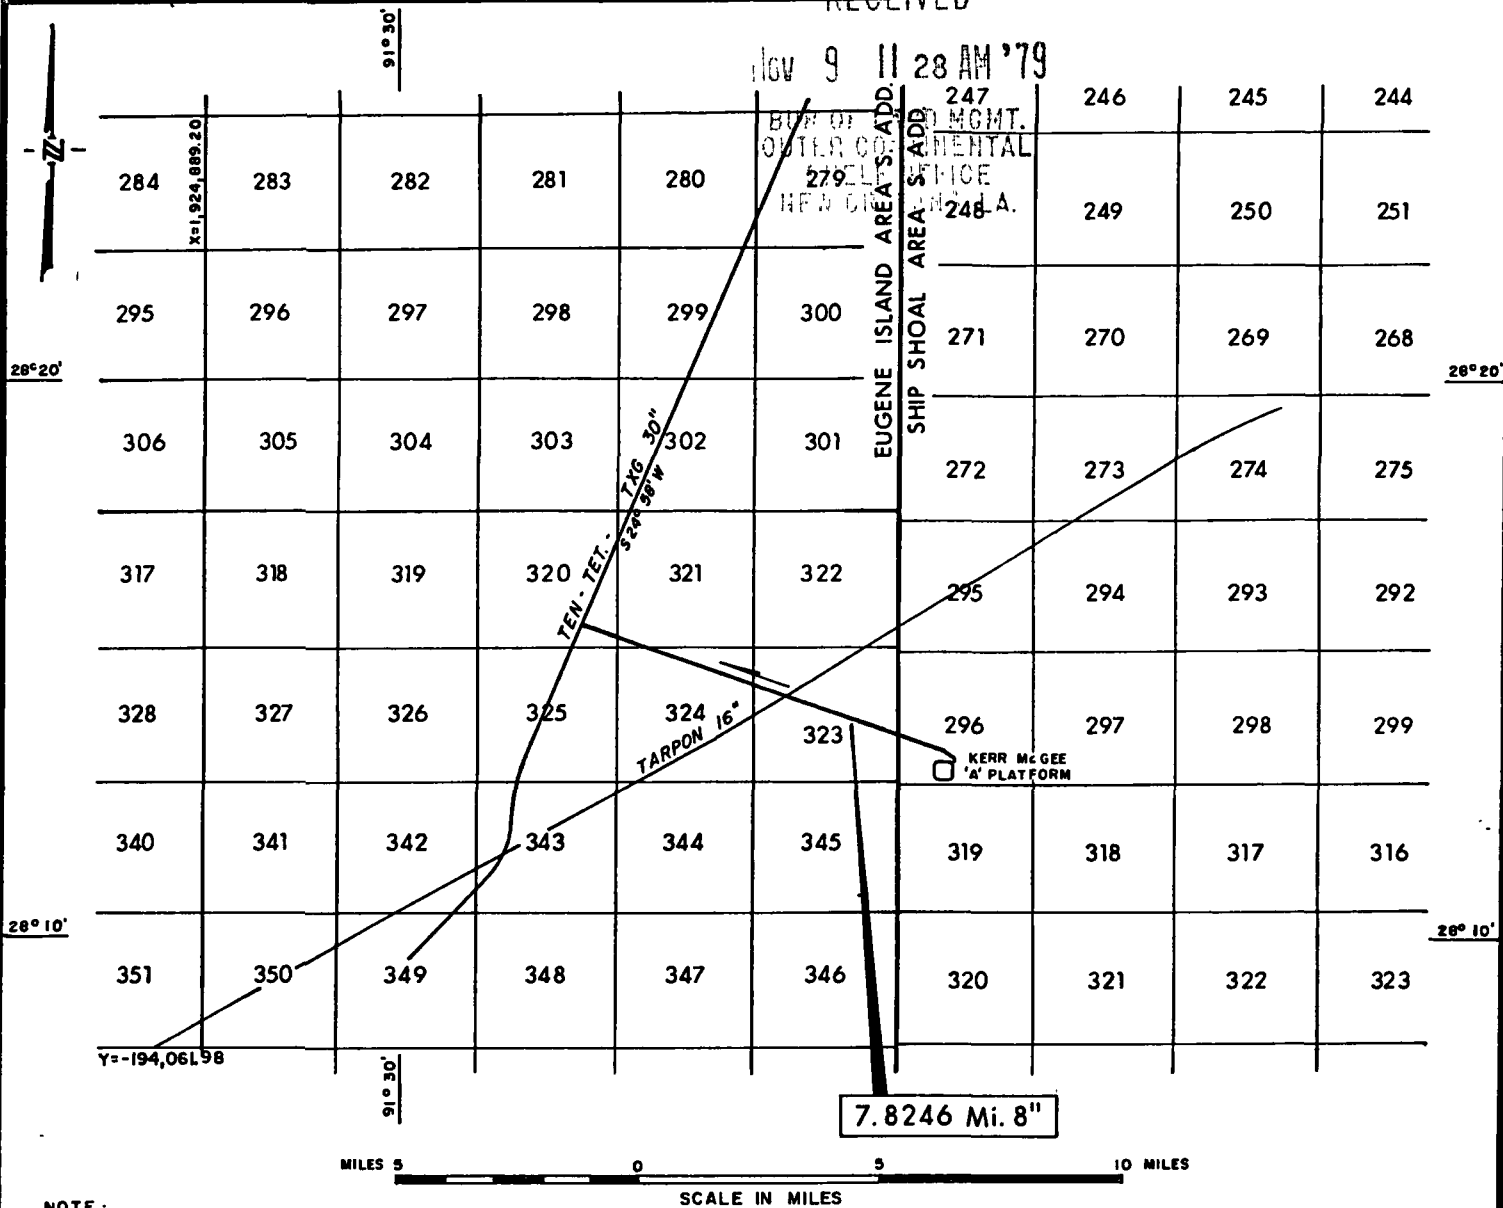 RECEIVED
NOV 9 11 28 AM '79
MGMT.
OUTER
LA.
91° 30'
X=1,924,889.20
EUGENE ISLAND AREA S. ADD.
SHIP SHOAL AREA S. ADD.
247 246 245 244
284 283 282 281 280 279
248 249 250 251
295 296 297 298 299 300
271 270 269 268
28°20'
28°20'
306 305 304 303 302 301
272 273 274 275
TEN - TET. - TXG 30"
S 24° 58' W
317 318 319 320 321 322
295 294 293 292
328 327 326 325 324 323
296 297 298 299
TARPON 16"
KERR McGEE
'A' PLATFORM
340 341 342 343 344 345
319 318 317 316
28° 10'
28° 10'
351 350 349 348 347 346
320 321 322 323
Y=-194,061.98
91° 30'
7.8246 Mi. 8"
MILES 5 0 5 10 MILES
SCALE IN MILES
NOTE: